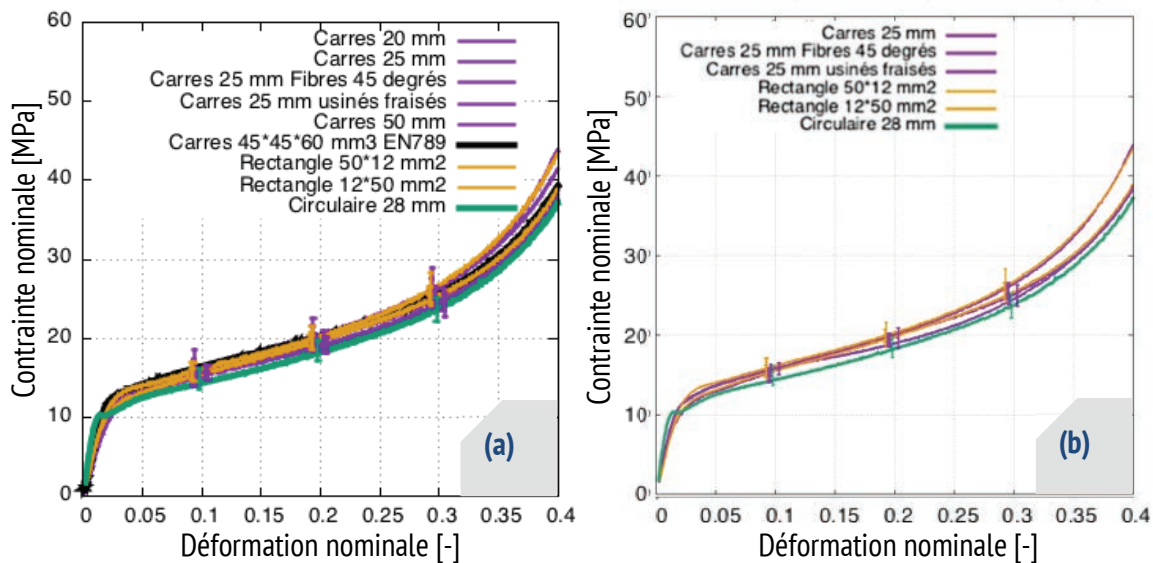 60
50
40
30
20
10
0
Contrainte nominale [MPa]
Carres 20 mm
Carres 25 mm
Carres 25 mm Fibres 45 degrés
Carres 25 mm usinés fraisés
Carres 50 mm
Carres 45*45*60 mm3 EN789
Rectangle 50*12 mm2
Rectangle 12*50 mm2
Circulaire 28 mm
(a)
0 0.05 0.1 0.15 0.2 0.25 0.3 0.35 0.4
Déformation nominale [-]
60
50
40
30
20
10
0
Contrainte nominale [MPa]
Carres 25 mm
Carres 25 mm Fibres 45 degrés
Carres 25 mm usinés fraisés
Rectangle 50*12 mm2
Rectangle 12*50 mm2
Circulaire 28 mm
(b)
0 0.05 0.1 0.15 0.2 0.25 0.3 0.35 0.4
Déformation nominale [-]